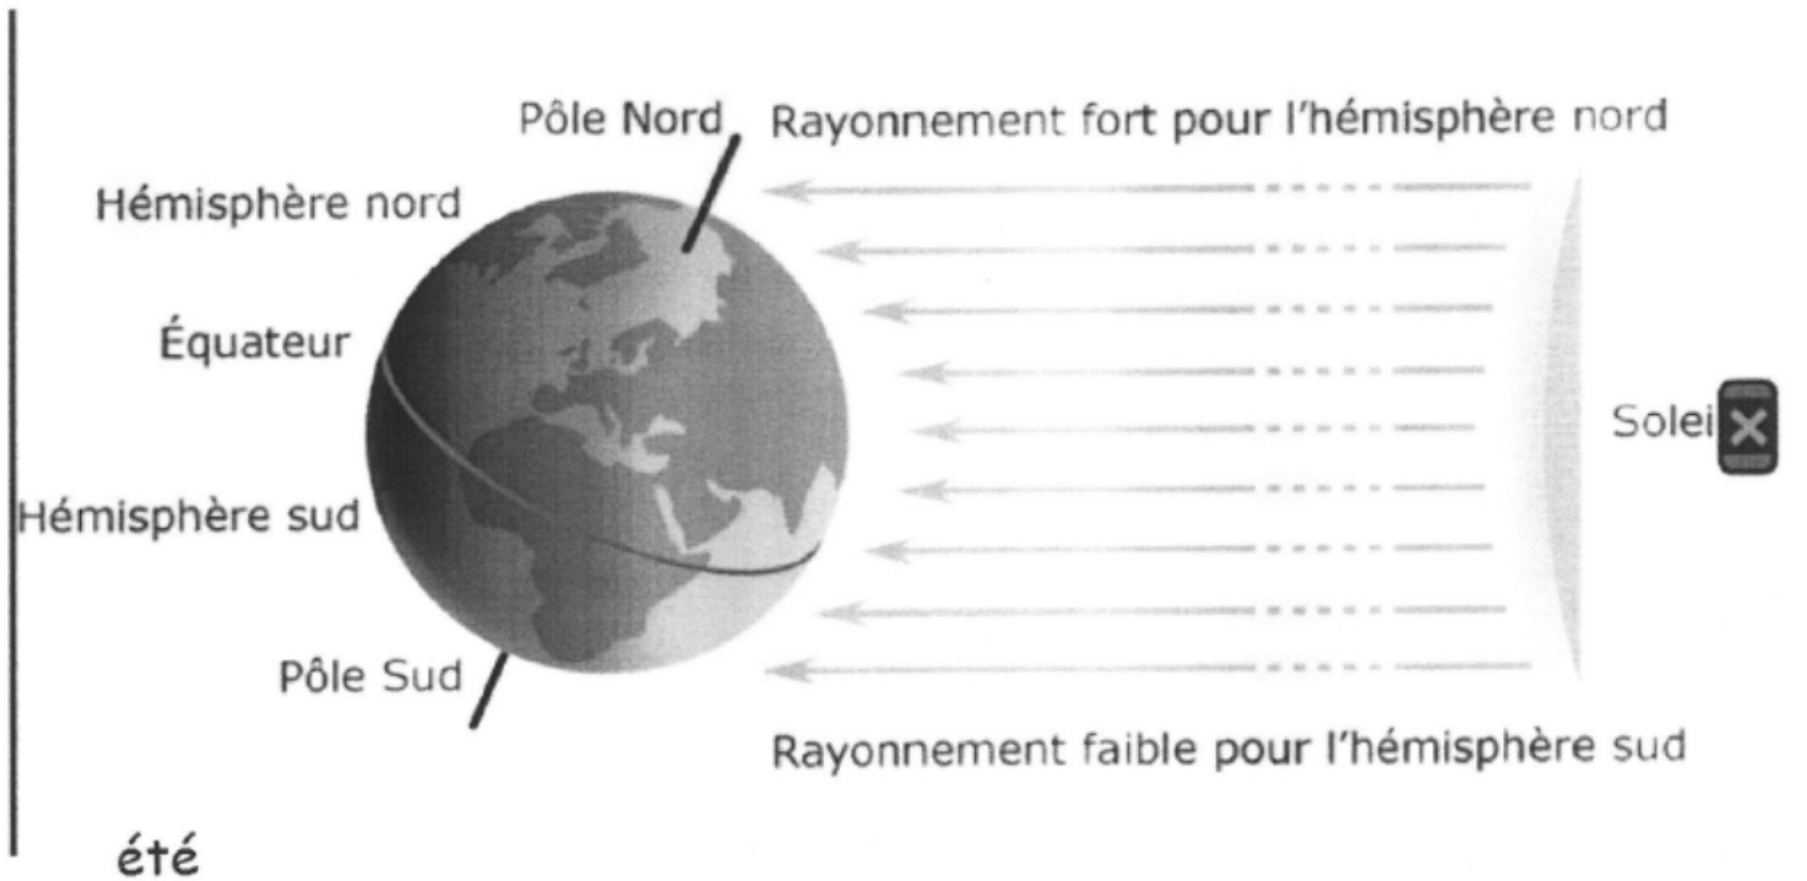 Pôle Nord
Rayonnement fort pour l'hémisphère nord
Hémisphère nord
Équateur
Solei
Hémisphère sud
Pôle Sud
Rayonnement faible pour l'hémisphère sud
été